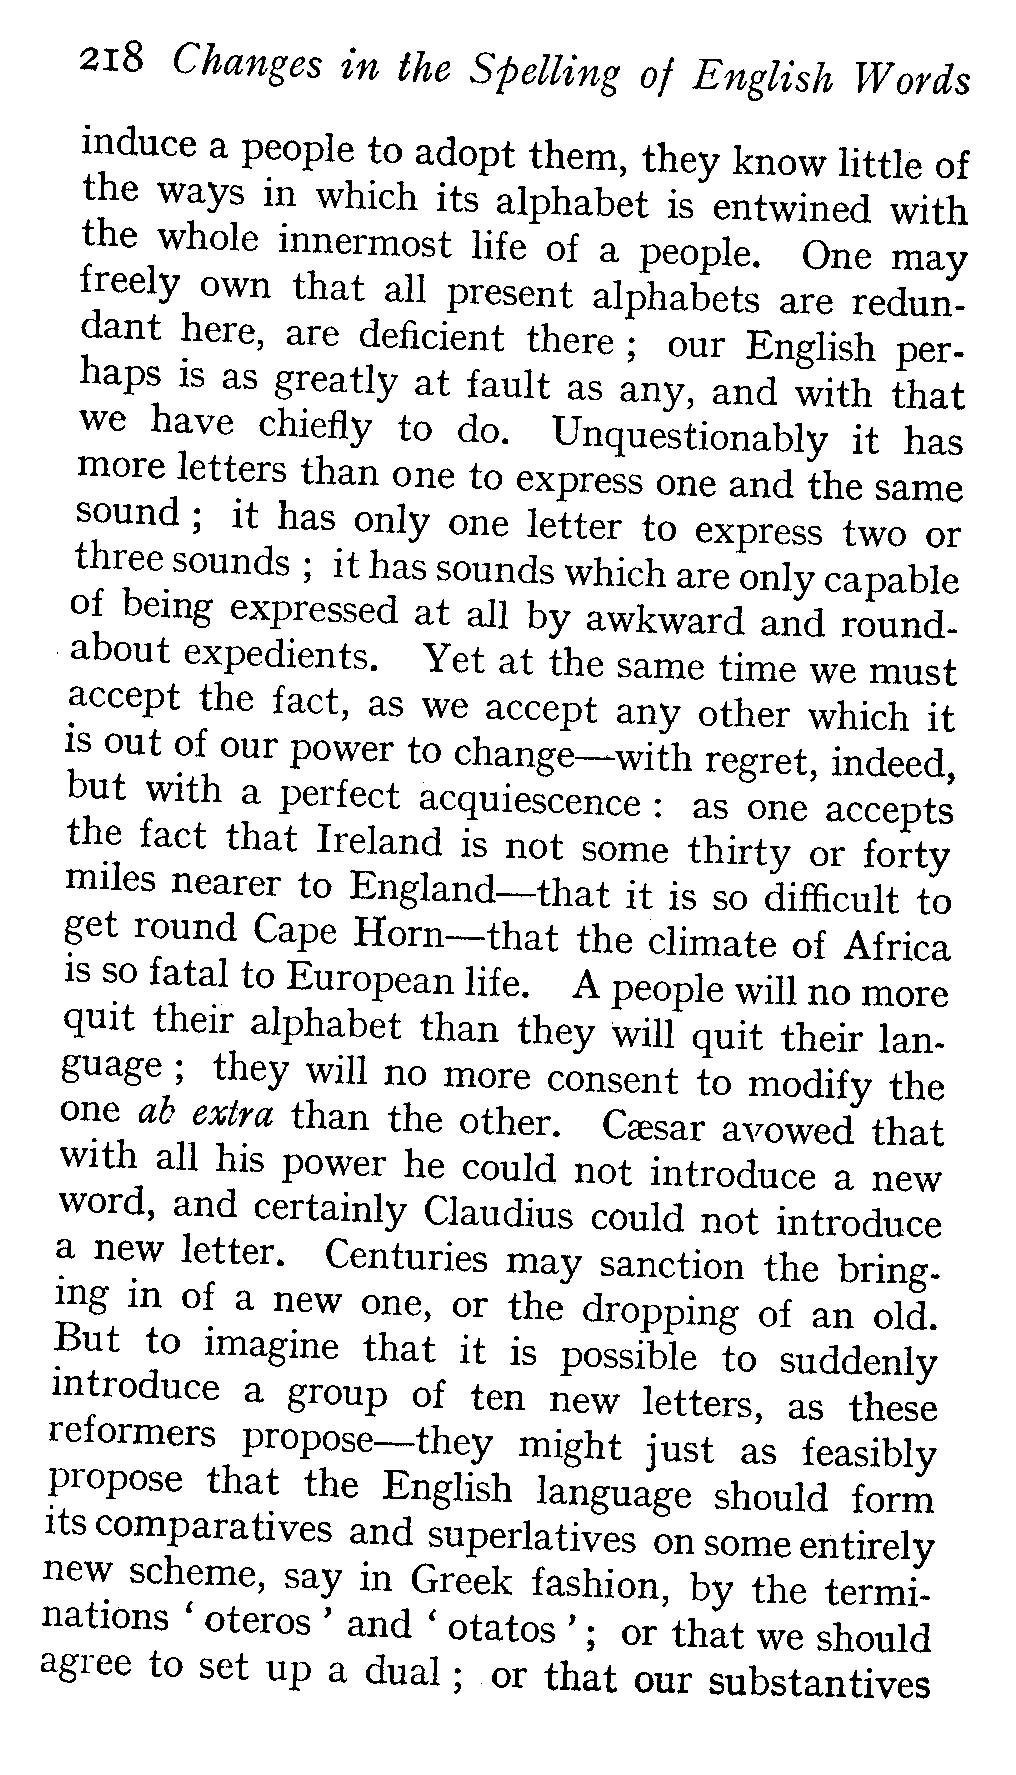 218 Changes in the Spelling of English Words
induce a people to adopt them, they know little of
the ways in which its alphabet is entwined with
the whole innermost life of a people. One may
freely own that all present alphabets are redun-
dant here, are deficient there ; our English per-
haps is as greatly at fault as any, and with that
we have chiefly to do. Unquestionably it has
more letters than one to express one and the same
sound ; it has only one letter to express two or
three sounds ; it has sounds which are only capable
of being expressed at all by awkward and round-
about expedients. Yet at the same time we must
accept the fact, as we accept any other which it
is out of our power to change—with regret, indeed,
but with a perfect acquiescence : as one accepts
the fact that Ireland is not some thirty or forty
miles nearer to England—that it is so difficult to
get round Cape Horn—that the climate of Africa
is so fatal to European life. A people will no more
quit their alphabet than they will quit their lan-
guage ; they will no more consent to modify the
one ab extra than the other. Cæsar avowed that
with all his power he could not introduce a new
word, and certainly Claudius could not introduce
a new letter. Centuries may sanction the bring-
ing in of a new one, or the dropping of an old.
But to imagine that it is possible to suddenly
introduce a group of ten new letters, as these
reformers propose—they might just as feasibly
propose that the English language should form
its comparatives and superlatives on some entirely
new scheme, say in Greek fashion, by the termi-
nations ‘ oteros ’ and ‘ otatos ’ ; or that we should
agree to set up a dual ; or that our substantives